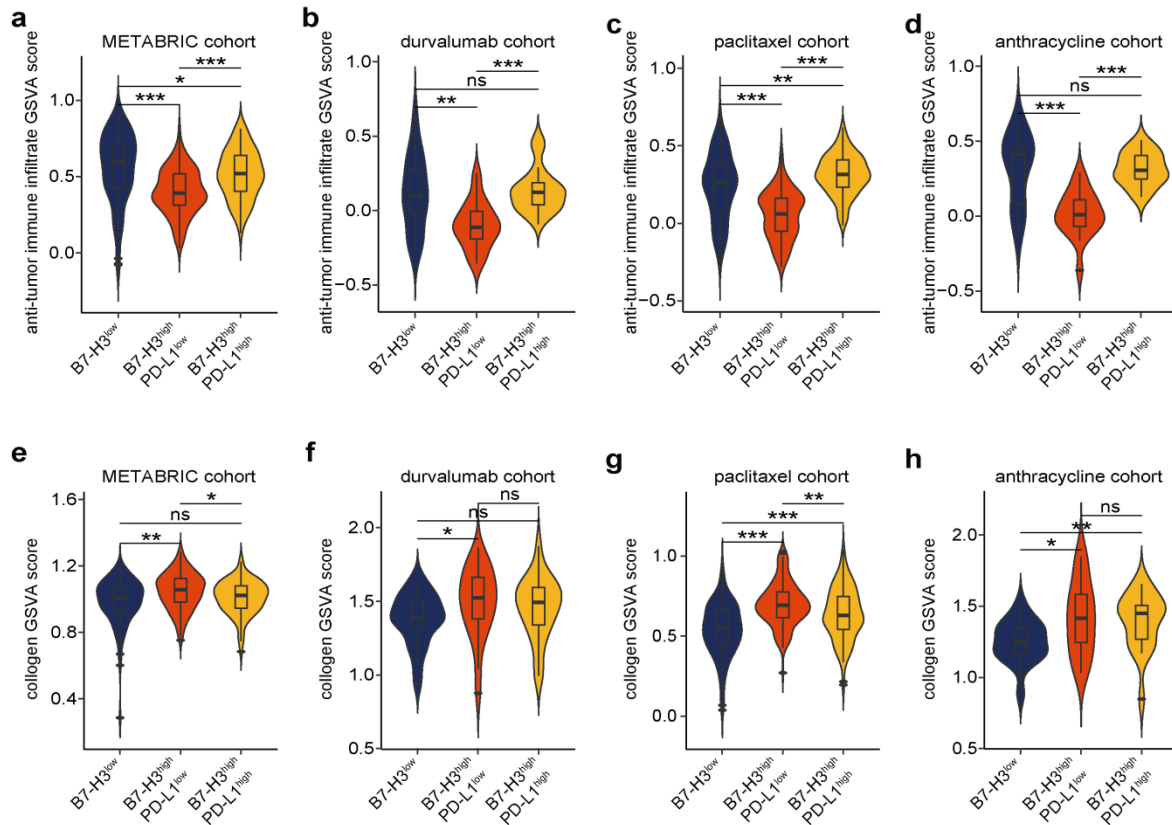 a
METABRIC cohort
anti-tumor immune infiltrate GSVA score
1.0
0.5
0.0
***
*
***
B7-H3low
B7-H3high
PD-L1low
B7-H3high
PD-L1high
b
durvalumab cohort
anti-tumor immune infiltrate GSVA score
1.0
0.5
0.0
−0.5
***
ns
**
B7-H3low
B7-H3high
PD-L1low
B7-H3high
PD-L1high
c
paclitaxel cohort
anti-tumor immune infiltrate GSVA score
1.0
0.5
0.0
−0.5
***
**
***
B7-H3low
B7-H3high
PD-L1low
B7-H3high
PD-L1high
d
anthracycline cohort
anti-tumor immune infiltrate GSVA score
1.0
0.5
0.0
−0.5
***
ns
***
B7-H3low
B7-H3high
PD-L1low
B7-H3high
PD-L1high
e
METABRIC cohort
collagen GSVA score
1.6
1.2
0.8
0.4
*
ns
**
B7-H3low
B7-H3high
PD-L1low
B7-H3high
PD-L1high
f
durvalumab cohort
collagen GSVA score
2.0
1.5
1.0
0.5
ns
ns
*
B7-H3low
B7-H3high
PD-L1low
B7-H3high
PD-L1high
g
paclitaxel cohort
collagen GSVA score
1.0
0.5
0.0
**
***
***
B7-H3low
B7-H3high
PD-L1low
B7-H3high
PD-L1high
h
anthracycline cohort
collagen GSVA score
2.0
1.5
1.0
0.5
ns
**
*
B7-H3low
B7-H3high
PD-L1low
B7-H3high
PD-L1high